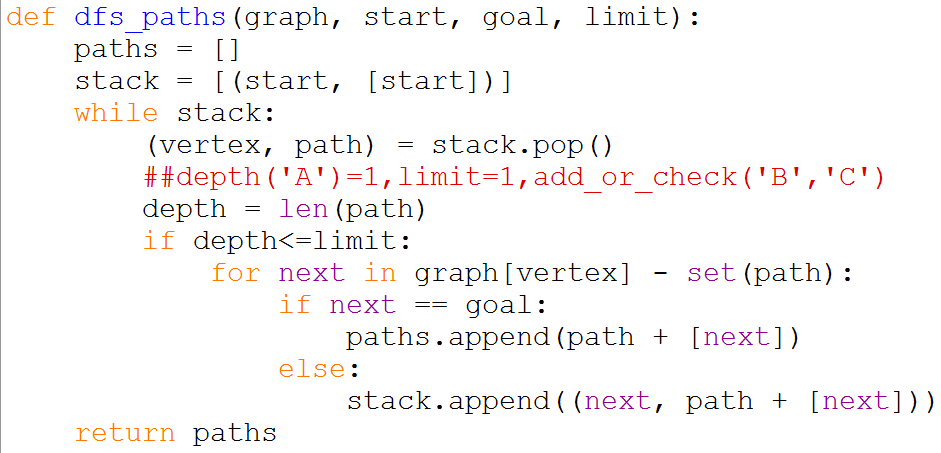 def dfs_paths(graph, start, goal, limit):
    paths = []
    stack = [(start, [start])]
    while stack:
        (vertex, path) = stack.pop()
        ##depth('A')=1,limit=1,add_or_check('B','C')
        depth = len(path)
        if depth<=limit:
            for next in graph[vertex] - set(path):
                if next == goal:
                    paths.append(path + [next])
                else:
                    stack.append((next, path + [next]))
    return paths